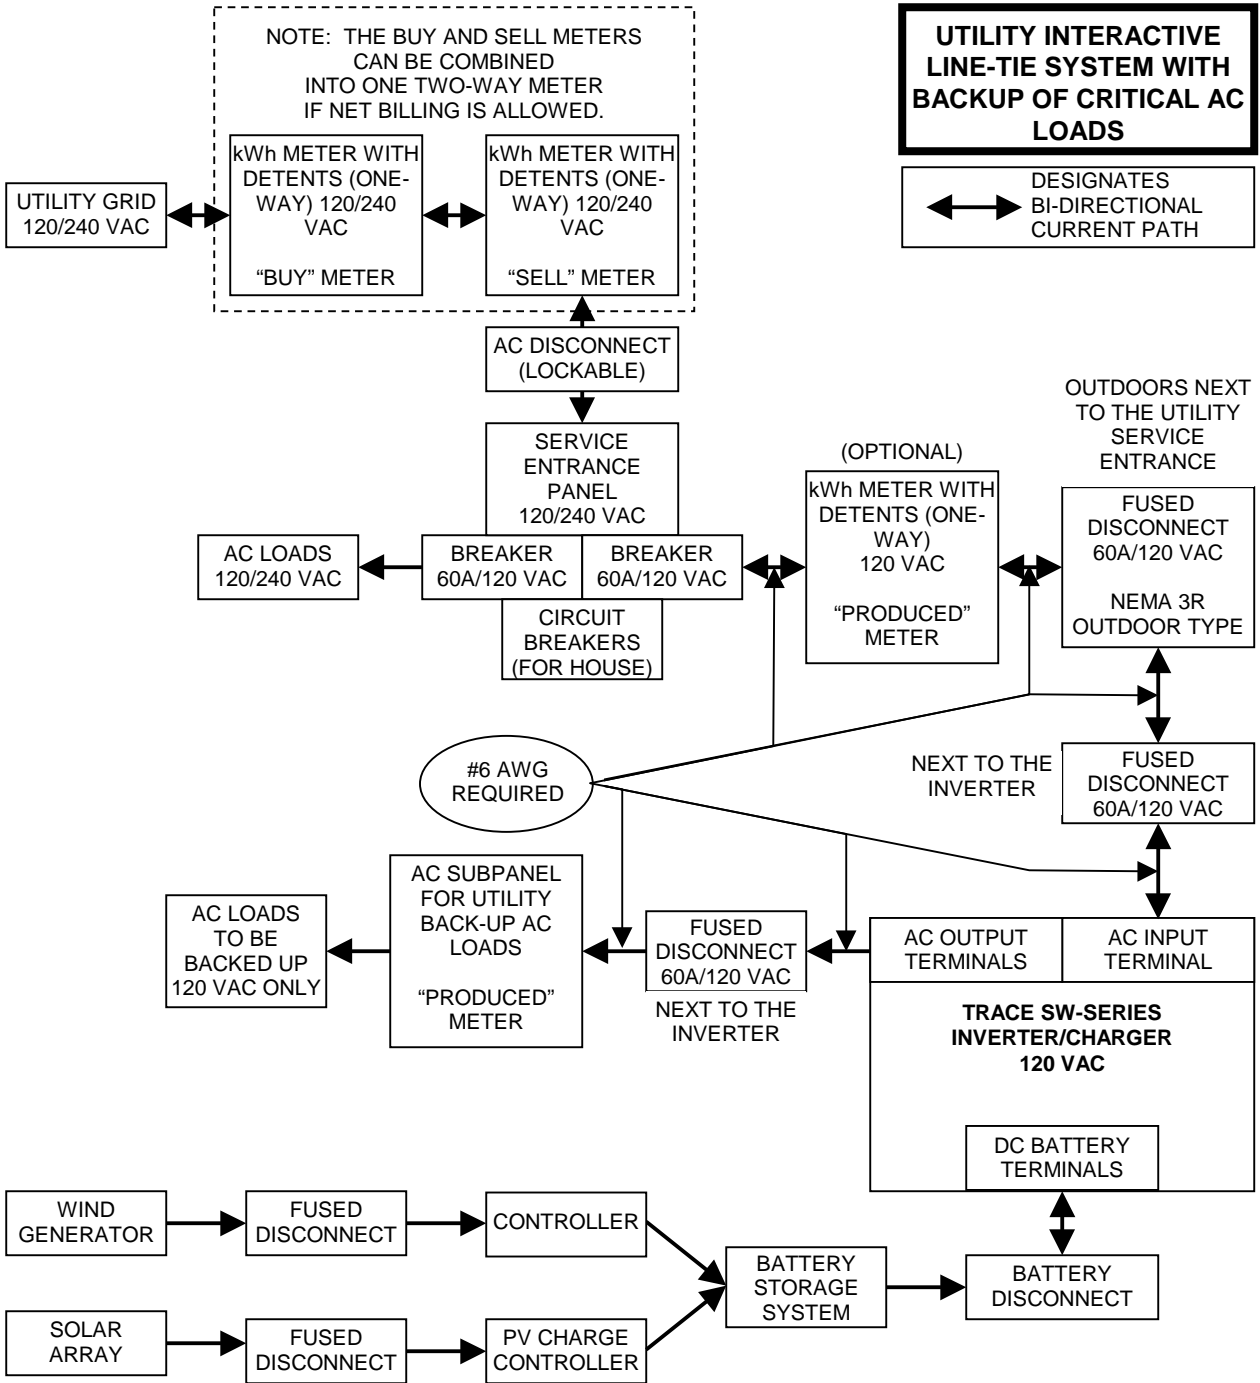 NOTE: THE BUY AND SELL METERS
CAN BE COMBINED
INTO ONE TWO-WAY METER
IF NET BILLING IS ALLOWED.
UTILITY INTERACTIVE
LINE-TIE SYSTEM WITH
BACKUP OF CRITICAL AC
LOADS
DESIGNATES
BI-DIRECTIONAL
CURRENT PATH
UTILITY GRID
120/240 VAC
kWh METER WITH
DETENTS (ONE-
WAY) 120/240
VAC
“BUY” METER
kWh METER WITH
DETENTS (ONE-
WAY) 120/240
VAC
“SELL” METER
AC DISCONNECT
(LOCKABLE)
SERVICE
ENTRANCE
PANEL
120/240 VAC
AC LOADS
120/240 VAC
BREAKER
60A/120 VAC
BREAKER
60A/120 VAC
CIRCUIT
BREAKERS
(FOR HOUSE)
(OPTIONAL)
kWh METER WITH
DETENTS (ONE-
WAY)
120 VAC
“PRODUCED”
METER
OUTDOORS NEXT
TO THE UTILITY
SERVICE
ENTRANCE
FUSED
DISCONNECT
60A/120 VAC
NEMA 3R
OUTDOOR TYPE
#6 AWG
REQUIRED
NEXT TO THE
INVERTER
FUSED
DISCONNECT
60A/120 VAC
AC LOADS
TO BE
BACKED UP
120 VAC ONLY
AC SUBPANEL
FOR UTILITY
BACK-UP AC
LOADS
“PRODUCED”
METER
FUSED
DISCONNECT
60A/120 VAC
NEXT TO THE
INVERTER
AC OUTPUT
TERMINALS
AC INPUT
TERMINAL
TRACE SW-SERIES
INVERTER/CHARGER
120 VAC
DC BATTERY
TERMINALS
WIND
GENERATOR
FUSED
DISCONNECT
CONTROLLER
BATTERY
STORAGE
SYSTEM
BATTERY
DISCONNECT
SOLAR
ARRAY
FUSED
DISCONNECT
PV CHARGE
CONTROLLER